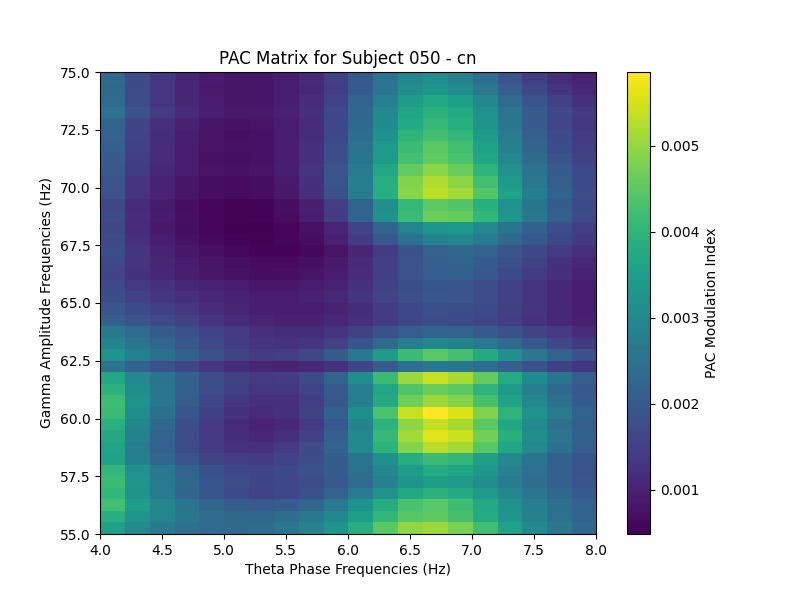 PAC Matrix for Subject 050 - cn
75.0
72.5
70.0
67.5
65.0
62.5
60.0
57.5
55.0
Gamma Amplitude Frequencies (Hz)
4.0 4.5 5.0 5.5 6.0 6.5 7.0 7.5 8.0
Theta Phase Frequencies (Hz)
0.005
0.004
0.003
0.002
0.001
PAC Modulation Index